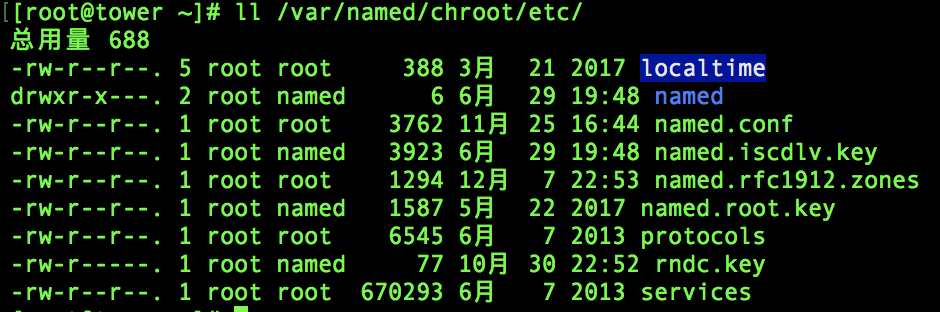 [[root@tower ~]# ll /var/named/chroot/etc/
总用量 688
-rw-r--r--. 5 root root     388 3月  21 2017 localtime
drwxr-x---. 2 root named      6 6月  29 19:48 named
-rw-r--r--. 1 root named   3762 11月 25 16:44 named.conf
-rw-r--r--. 1 root named   3923 6月  29 19:48 named.iscdlv.key
-rw-r--r--. 1 root named   1294 12月  7 22:53 named.rfc1912.zones
-rw-r--r--. 1 root named   1587 5月  22 2017 named.root.key
-rw-r--r--. 1 root root    6545 6月   7 2013 protocols
-rw-r-----. 1 root named     77 10月 30 22:52 rndc.key
-rw-r--r--. 1 root root  670293 6月   7 2013 services